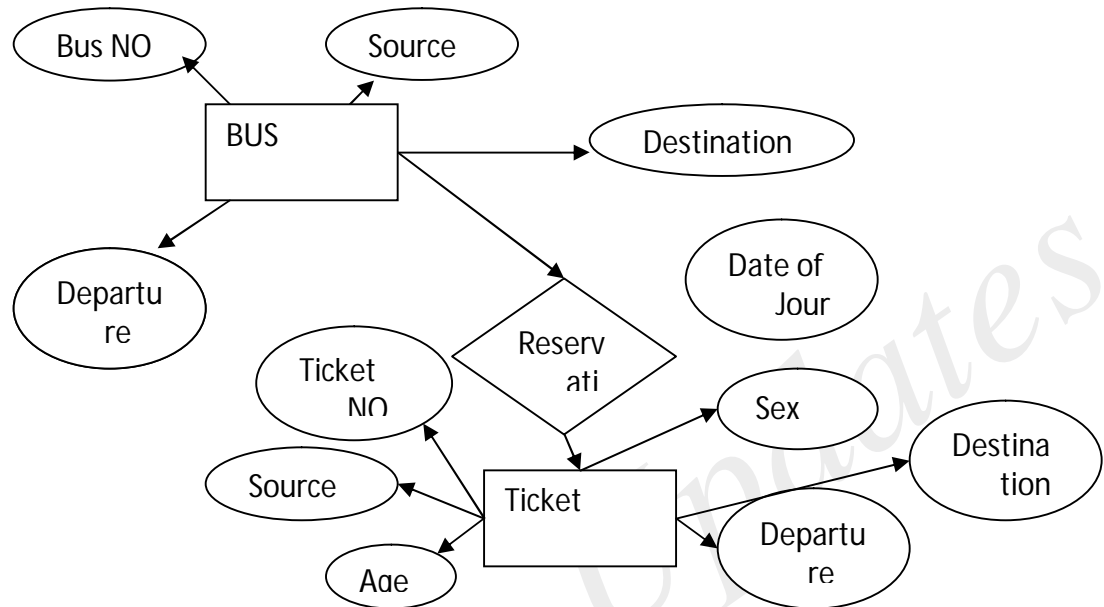 Bus NO
Source
BUS
Destination
Departu
re
Date of
Jour
Reserv
ati
Ticket
NO
Sex
Destina
tion
Source
Ticket
Departu
re
Age
Updates